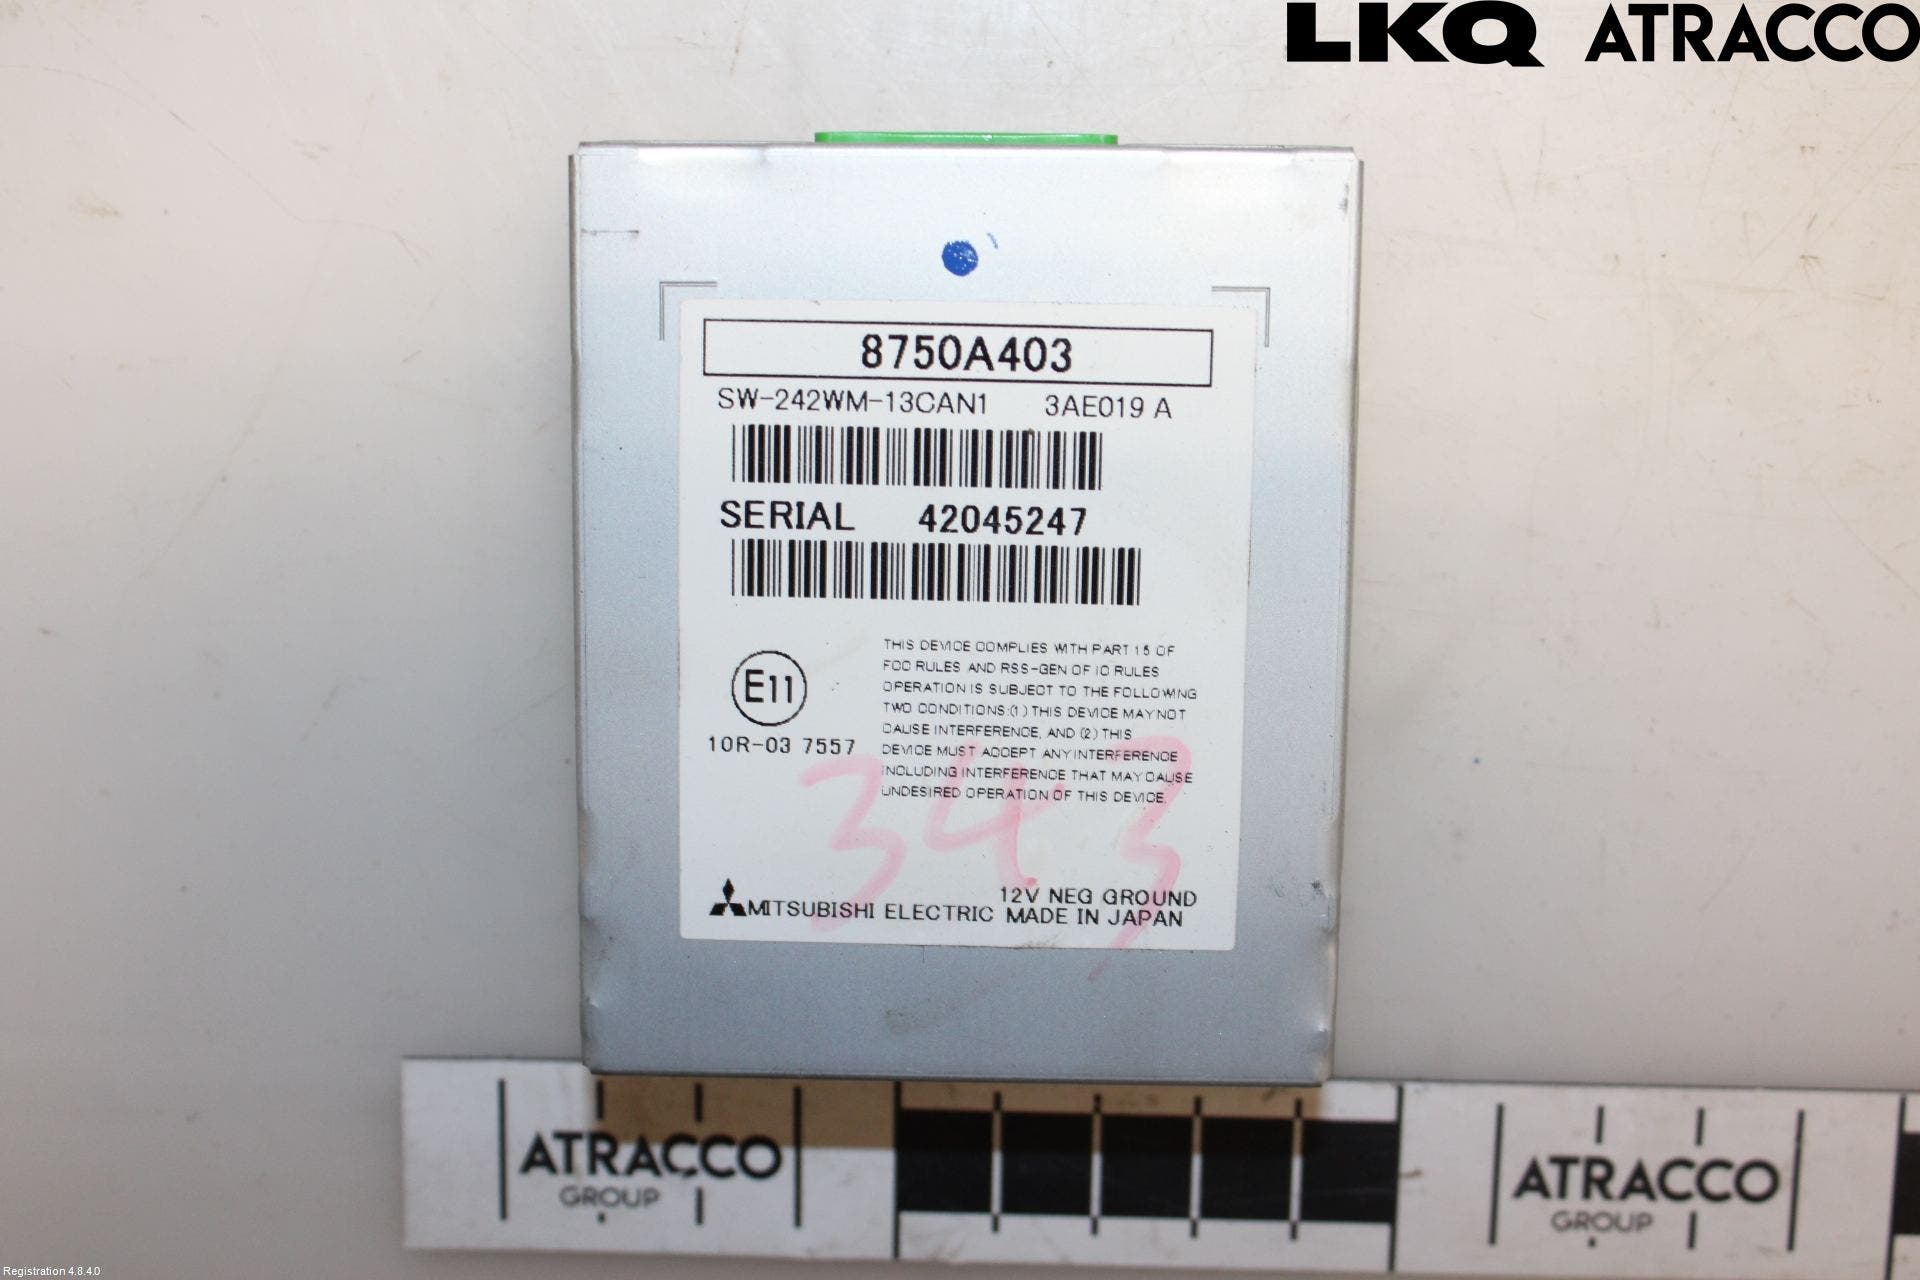 LKQ ATRACCO
8750A403
SW-242WM-13CAN1 3AE019 A
SERIAL 42045247
E11
10R-03 7557
THIS DEVICE COMPLIES WITH PART 15 OF
FCC RULES AND RSS-GEN OF IC RULES
OPERATION IS SUBJECT TO THE FOLLOWING
TWO CONDITIONS:(1) THIS DEVICE MAY NOT
CAUSE INTERFERENCE, AND (2) THIS
DEVICE MUST ACCEPT ANY INTERFERENCE
INCLUDING INTERFERENCE THAT MAY CAUSE
UNDESIRED OPERATION OF THIS DEVICE.
343
12V NEG GROUND
MITSUBISHI ELECTRIC MADE IN JAPAN
ATRACCO
GROUP
ATRACCO
GROUP
Registration 4.8.4.0